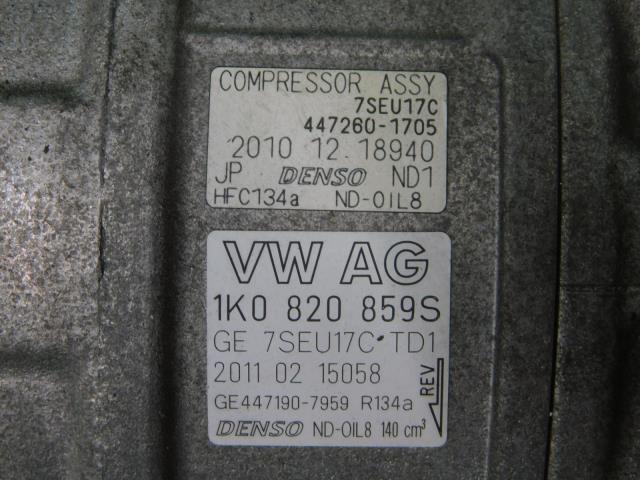 COMPRESSOR ASSY
7SEU17C
447260-1705
2010 12 18940
JP DENSO ND1
HFC134a ND-OIL8
VW AG
1K0 820 859S
GE 7SEU17C TD1
2011 02 15058
GE447190-7959 R134a
REV
DENSO ND-OIL8 140 cm³